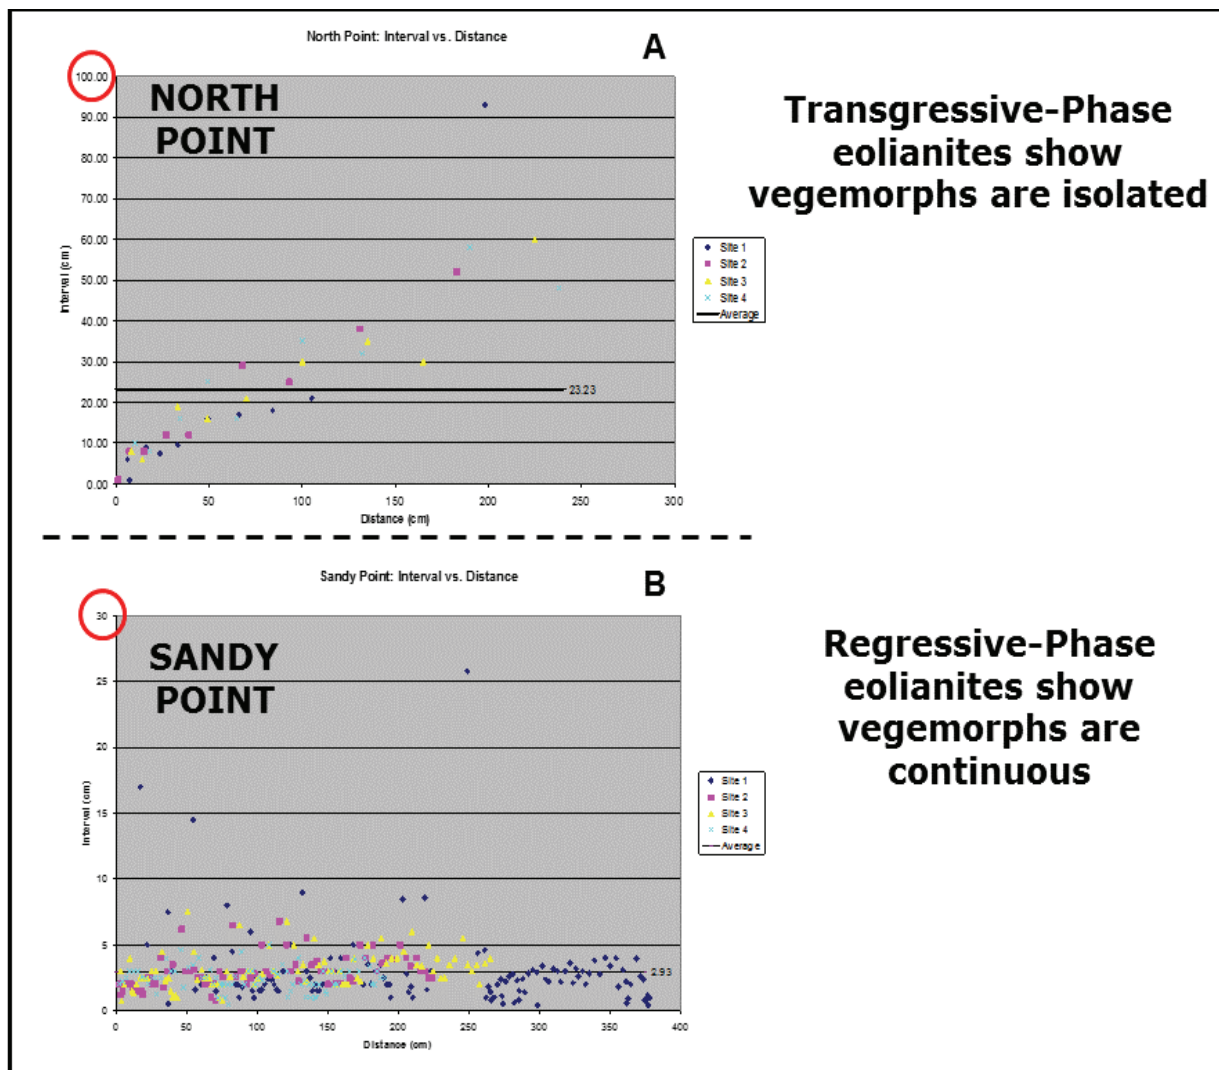 North Point: Interval vs. Distance
A
100.00
90.00
80.00
70.00
60.00
50.00
40.00
30.00
20.00
10.00
0.00
NORTH
POINT
Interval (cm)
23.23
0 50 100 150 200 250 300
Distance (cm)
Site 1
Site 2
Site 3
Site 4
Average
Transgressive-Phase
eolianites show
vegemorphs are isolated
Sandy Point: Interval vs. Distance
B
30
25
20
15
10
5
0
SANDY
POINT
Interval (cm)
2.93
0 50 100 150 200 250 300 350 400
Distance (cm)
Site 1
Site 2
Site 3
Site 4
Average
Regressive-Phase
eolianites show
vegemorphs are
continuous